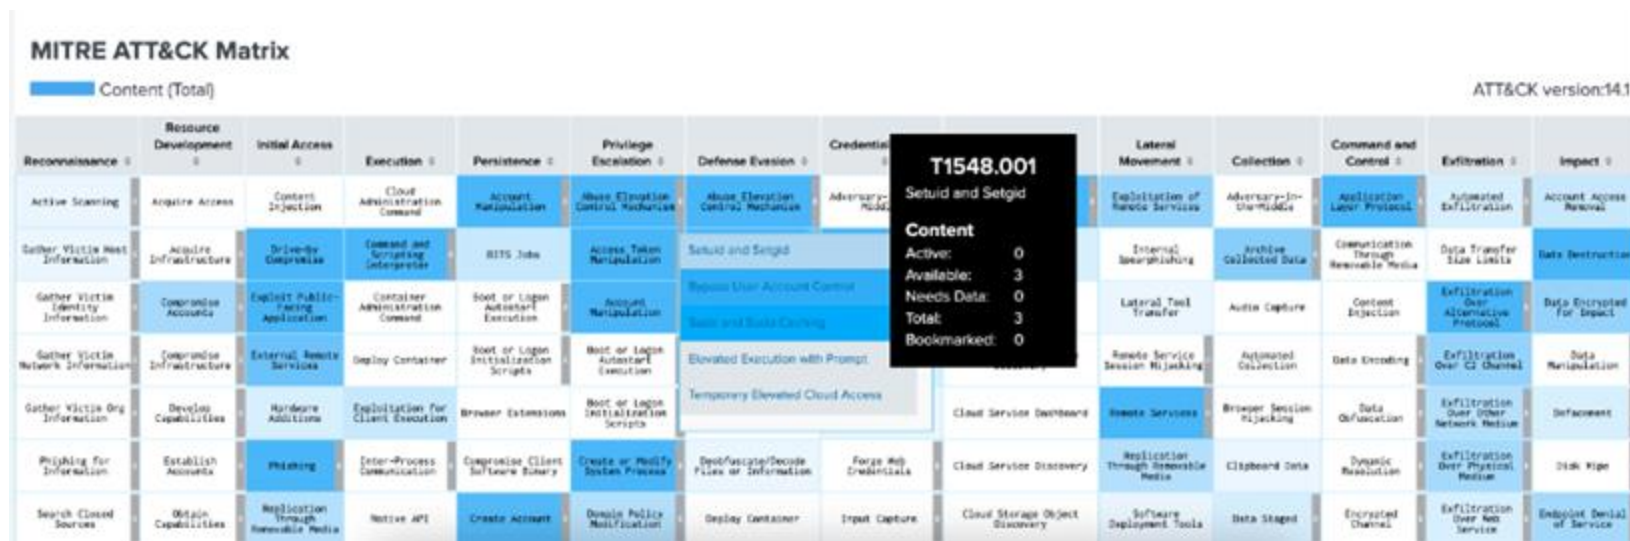 MITRE ATT&CK Matrix
Content (Total)
ATT&CK version:14.1
Reconnaissance
Resource
Development
Initial Access
Execution
Persistence
Privilege
Escalation
Defense Evasion
Credential
Lateral
Movement
Collection
Command and
Control
Exfiltration
Impact
T1548.001
Setuid and Setgid
Content
Active: 0
Available: 3
Needs Data: 0
Total: 3
Bookmarked: 0
Active Scanning
Acquire Access
Content
Injection
Cloud
Administration
Command
Account
Manipulation
Abuse Elevation
Control Mechanism
Abuse Elevation
Control Mechanism
Adversary-
Exploitation of
Remote Services
Adversary-in-
the-Middle
Application
Layer Protocol
Automated
Exfiltration
Account Access
Removal
Gather Victim Host
Information
Acquire
Infrastructure
Drive-by
Compromise
Command and
Scripting
Interpreter
BITS Jobs
Access Token
Manipulation
Setuid and Setgid
Bypass User Account Control
Sudo and Sudo Caching
Elevated Execution with Prompt
Temporary Elevated Cloud Access
Internal
Spearphishing
Archive
Collected Data
Communication
Through
Removable Media
Data Transfer
Size Limits
Data Destruction
Gather Victim
Identity
Information
Compromise
Accounts
Exploit Public-
Facing
Application
Container
Administration
Command
Boot or Logon
Autostart
Execution
Account
Manipulation
Lateral Tool
Transfer
Audio Capture
Content
Injection
Exfiltration
Over
Alternative
Protocol
Data Encrypted
for Impact
Gather Victim
Network Information
Compromise
Infrastructure
External Remote
Services
Deploy Container
Boot or Logon
Initialization
Scripts
Boot or Logon
Autostart
Execution
Discovery
Remote Service
Session Hijacking
Automated
Collection
Data Encoding
Exfiltration
Over C2 Channel
Data
Manipulation
Gather Victim Org
Information
Develop
Capabilities
Hardware
Additions
Exploitation for
Client Execution
Browser Extensions
Boot or Logon
Initialization
Scripts
Cloud Service Dashboard
Remote Services
Browser Session
Hijacking
Data
Obfuscation
Exfiltration
Over Other
Network Medium
Defacement
Phishing for
Information
Establish
Accounts
Phishing
Inter-Process
Communication
Compromise Client
Software Binary
Create or Modify
System Process
Deobfuscate/Decode
Files or Information
Forge Web
Credentials
Cloud Service Discovery
Replication
Through Removable
Media
Clipboard Data
Dynamic
Resolution
Exfiltration
Over Physical
Medium
Disk Wipe
Search Closed
Sources
Obtain
Capabilities
Replication
Through
Removable Media
Native API
Create Account
Domain Policy
Modification
Deploy Container
Input Capture
Cloud Storage Object
Discovery
Software
Deployment Tools
Data Staged
Encrypted
Channel
Exfiltration
Over Web
Service
Endpoint Denial
of Service